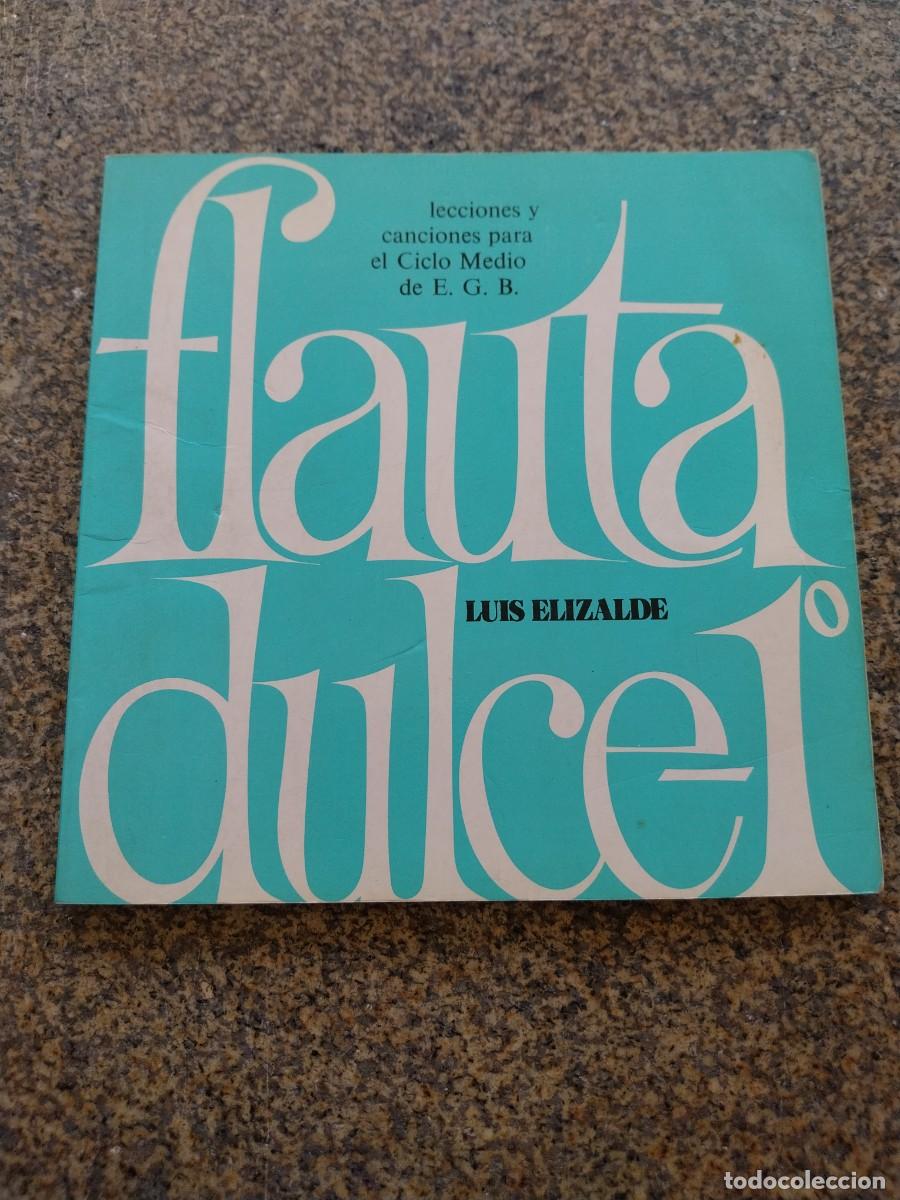 lecciones y
canciones para
el Ciclo Medio
de E. G. B.
flauta
LUIS ELIZALDE
dulce 1º
todocoleccion